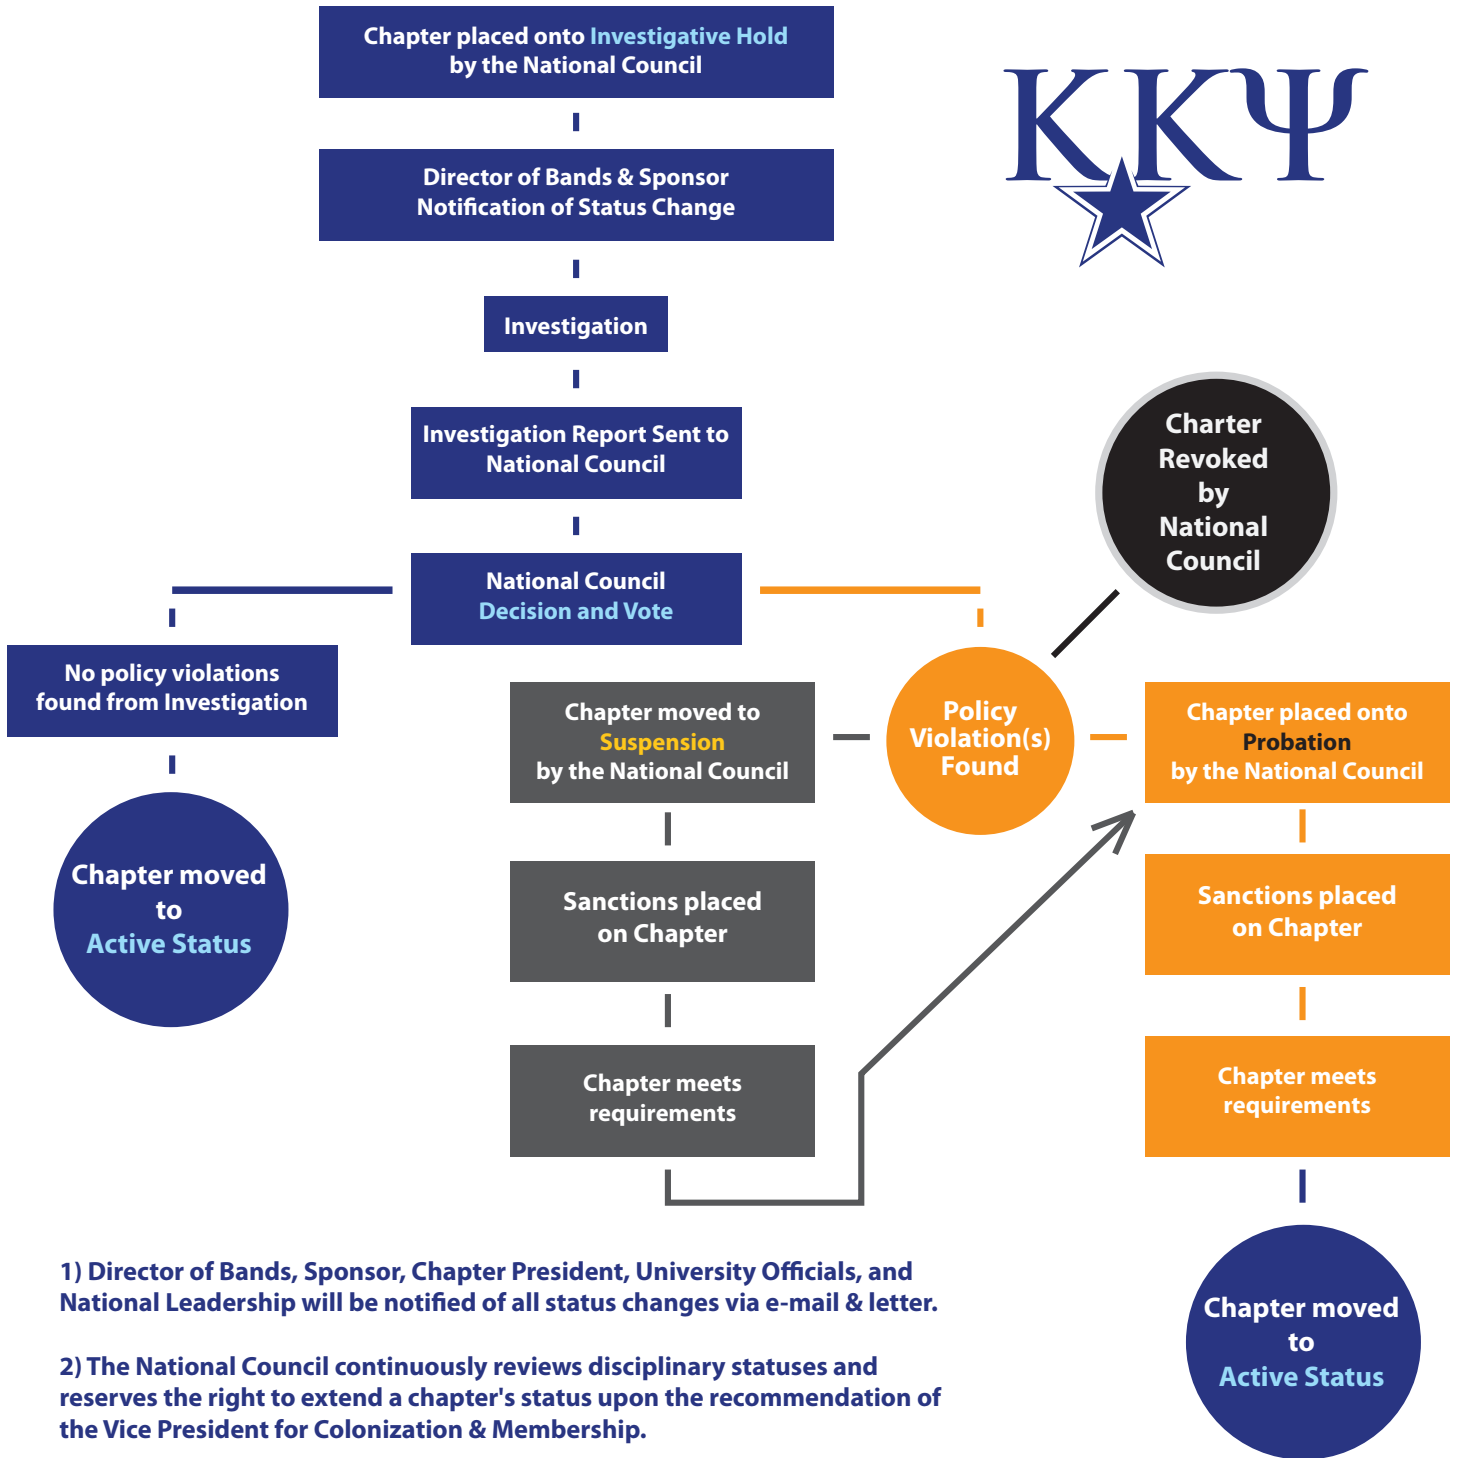 Chapter placed onto Investigative Hold
by the National Council
ΚΚΨ
Director of Bands & Sponsor
Notification of Status Change
Investigation
Investigation Report Sent to
National Council
Charter
Revoked
by
National
Council
National Council
Decision and Vote
No policy violations
found from Investigation
Chapter moved to
Suspension
by the National Council
Policy
Violation(s)
Found
Chapter placed onto
Probation
by the National Council
Chapter moved
to
Active Status
Sanctions placed
on Chapter
Sanctions placed
on Chapter
Chapter meets
requirements
Chapter meets
requirements
1) Director of Bands, Sponsor, Chapter President, University Officials, and
National Leadership will be notified of all status changes via e-mail & letter.
2) The National Council continuously reviews disciplinary statuses and
reserves the right to extend a chapter's status upon the recommendation of
the Vice President for Colonization & Membership.
Chapter moved
to
Active Status